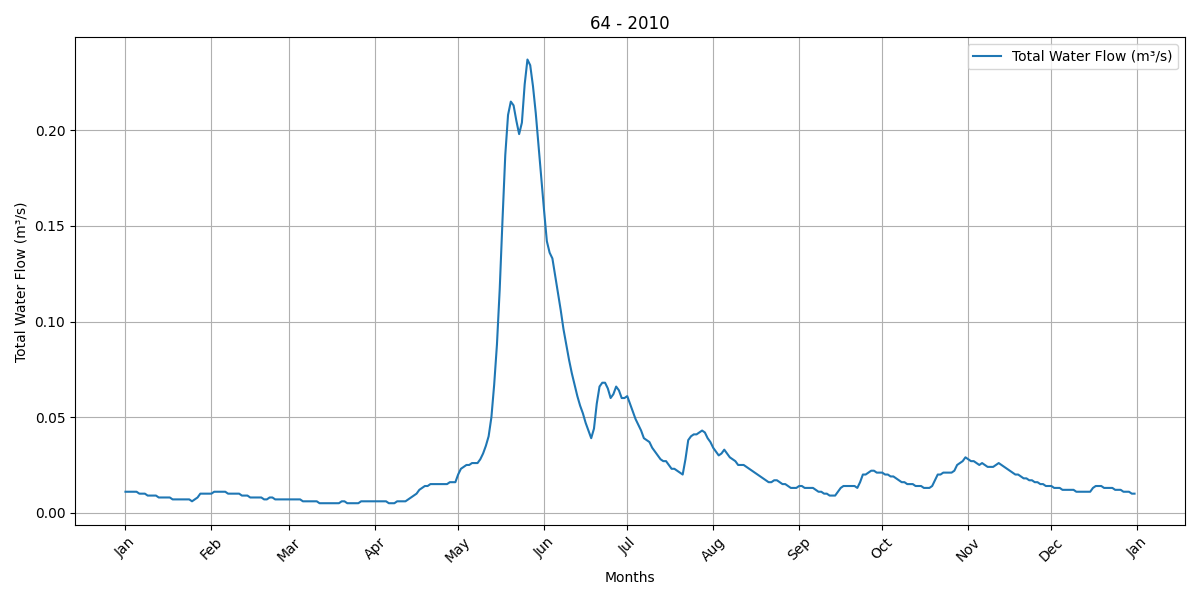 64 - 2010
Total Water Flow (m³/s)
Total Water Flow (m³/s)
0.20
0.15
0.10
0.05
0.00
Jan Feb Mar Apr May Jun Jul Aug Sep Oct Nov Dec Jan
Months